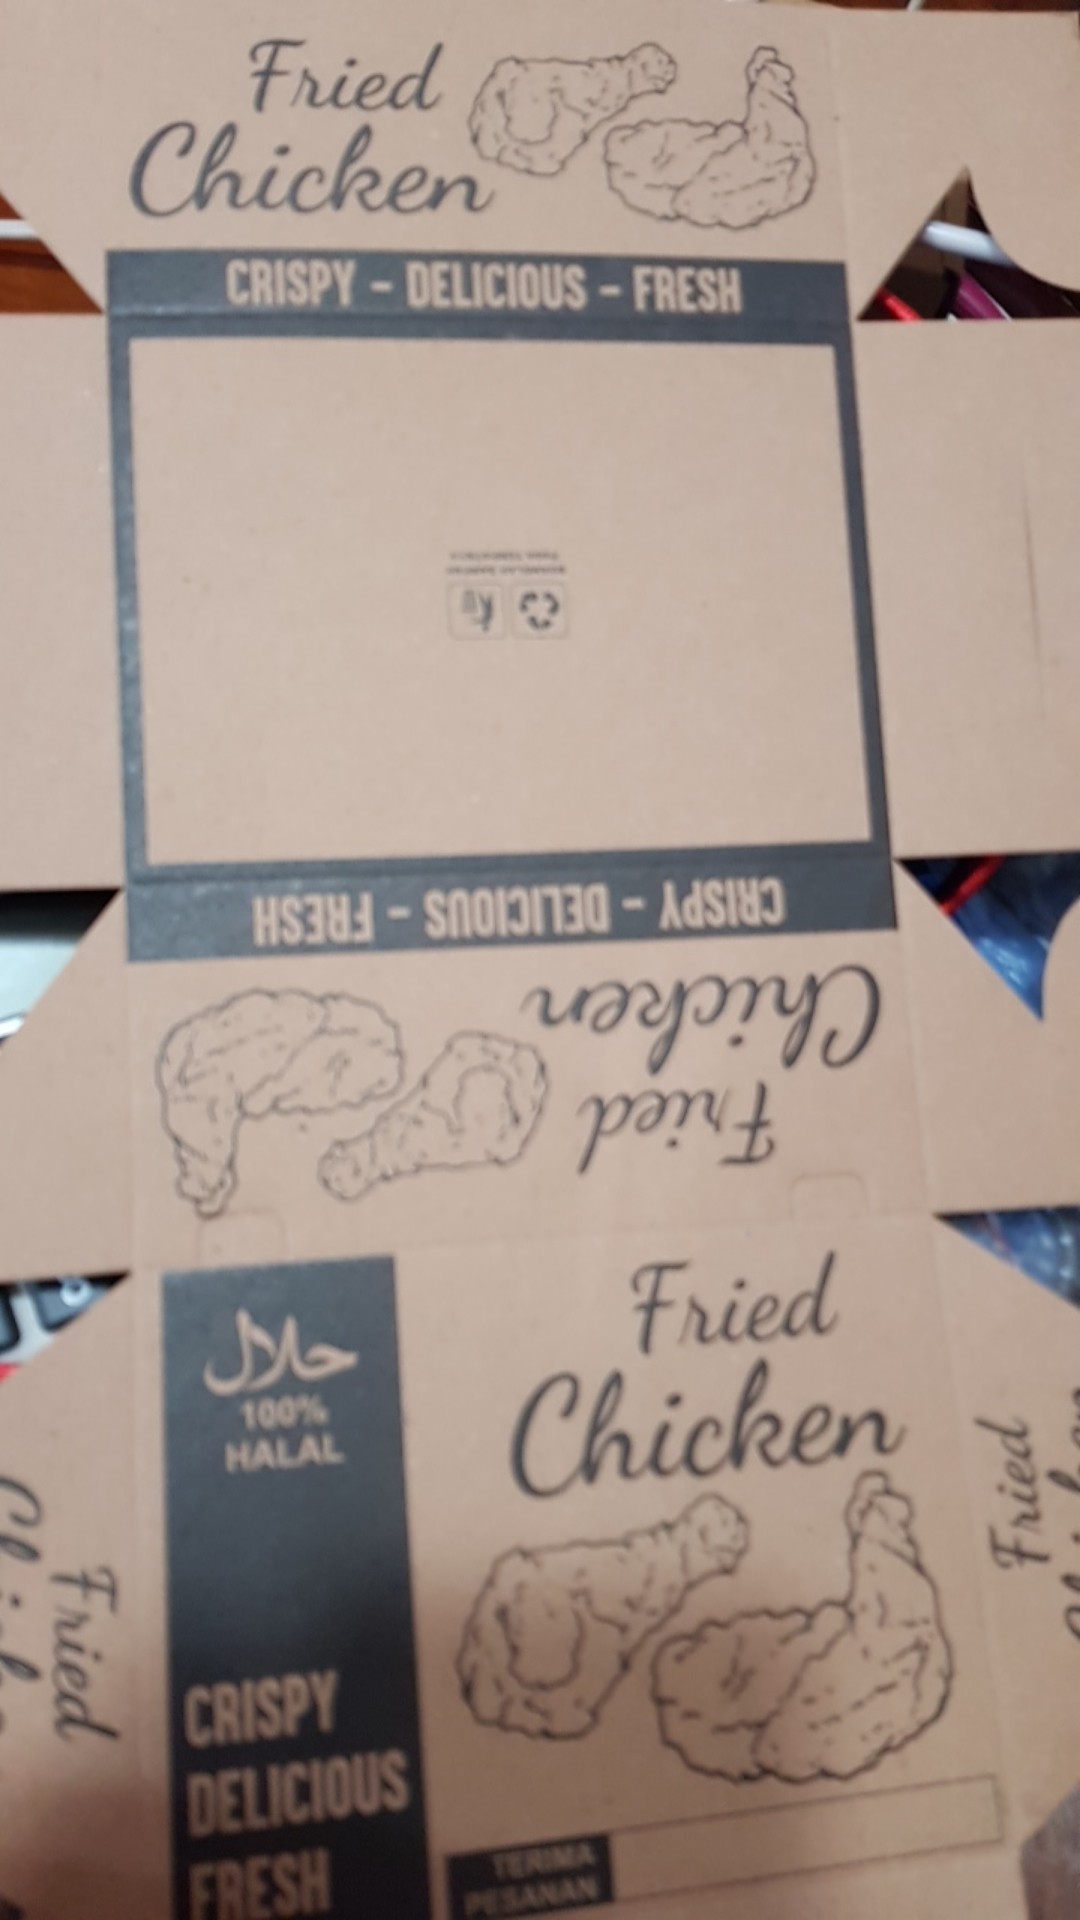 Fried
Chicken
CRISPY - DELICIOUS - FRESH
CRISPY - DELICIOUS - FRESH
Chicken
Fried
Fried
Chicken
حلال
100%
HALAL
CRISPY
DELICIOUS
FRESH
TERIMA
PESANAN
Fried
Fried